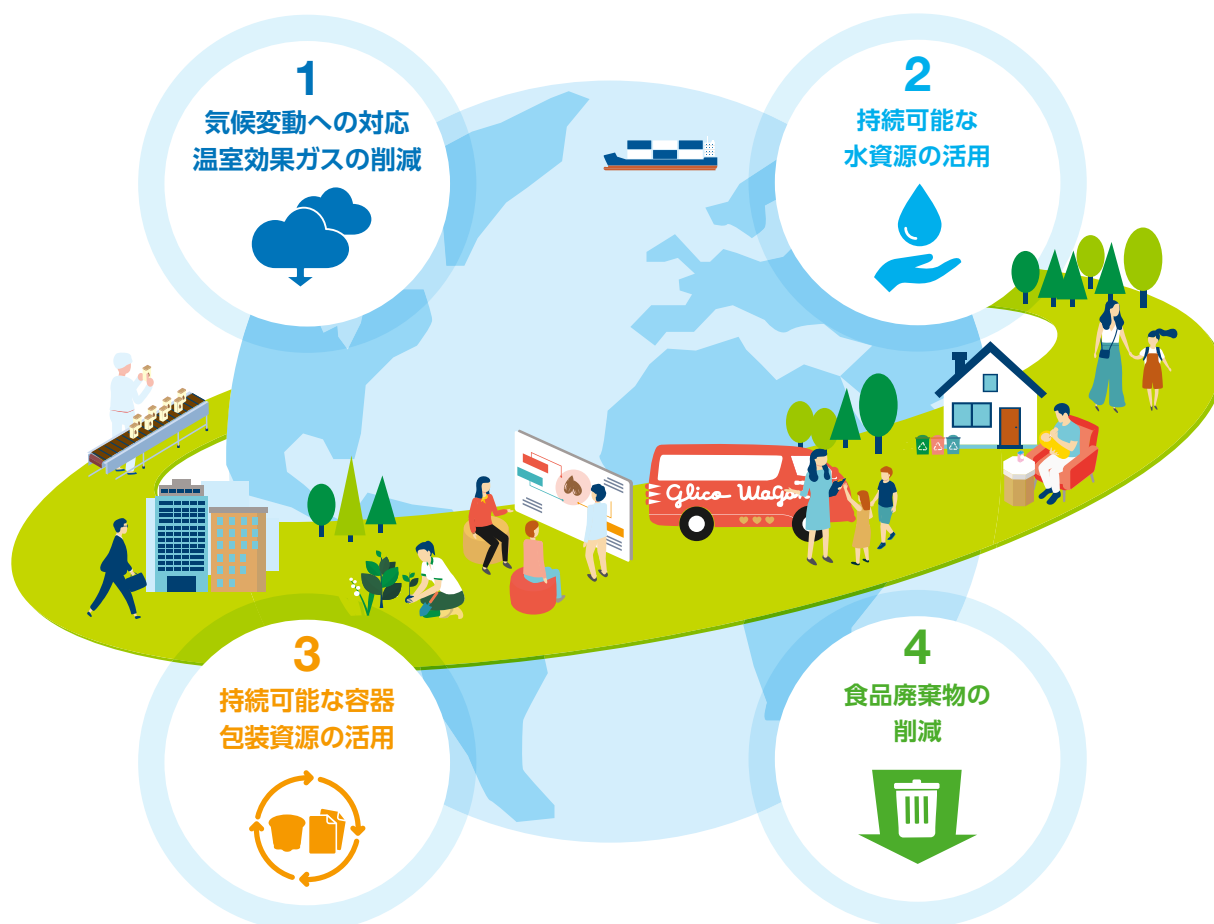 1
気候変動への対応
温室効果ガスの削減
2
持続可能な
水資源の活用
Glico Wago
3
持続可能な容器
包装資源の活用
4
食品廃棄物の
削減